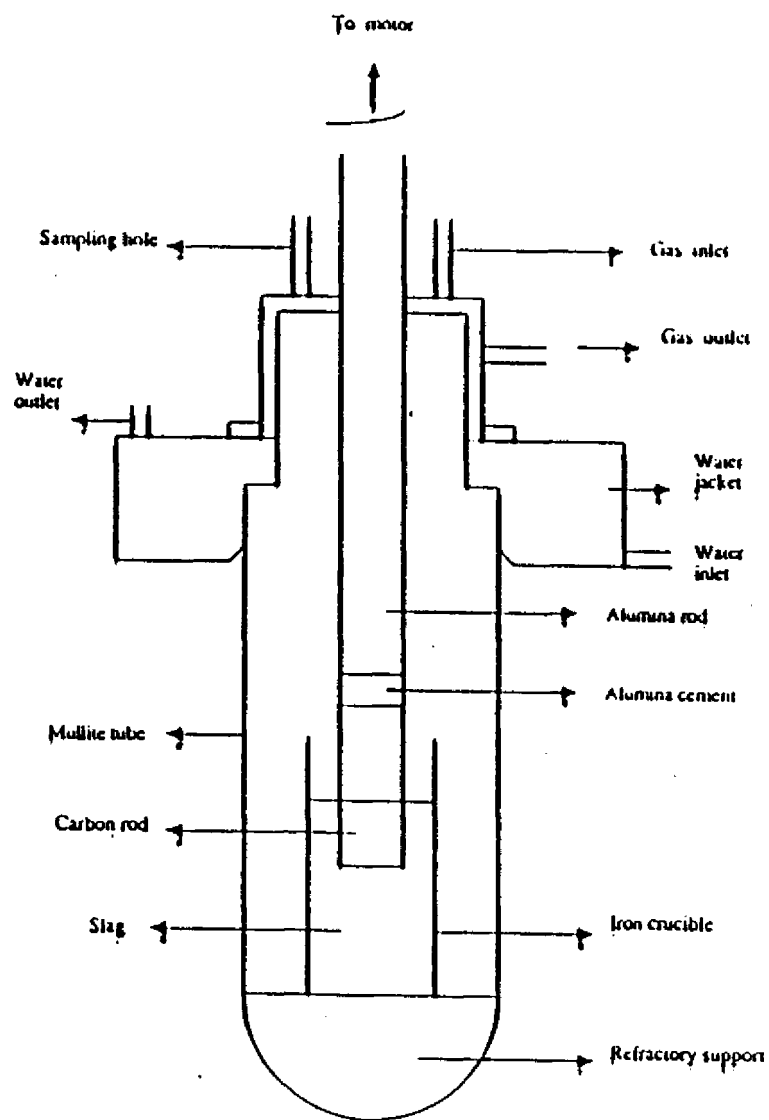 To motor
Sampling hole
Gas inlet
Gas outlet
Water
outlet
Water
jacket
Water
inlet
Alumina rod
Alumina cement
Mullite tube
Carbon rod
Slag
Iron crucible
Refractory support